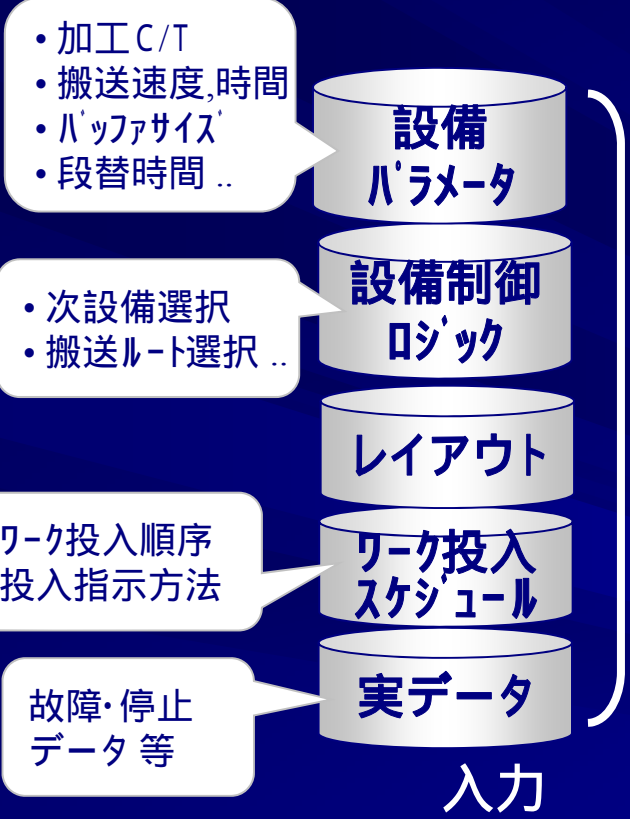 • 加工C/T
• 搬送速度,時間
• ﾊﾞｯﾌｧｻｲｽﾞ
• 段替時間 ..
設備
ﾊﾟﾗﾒｰﾀ
• 次設備選択
• 搬送ﾙｰﾄ選択 ..
設備制御
ﾛｼﾞｯｸ
レイアウト
ﾜｰｸ投入順序
投入指示方法
ﾜｰｸ投入
ｽｹｼﾞｭｰﾙ
故障･停止
データ 等
実データ
入力